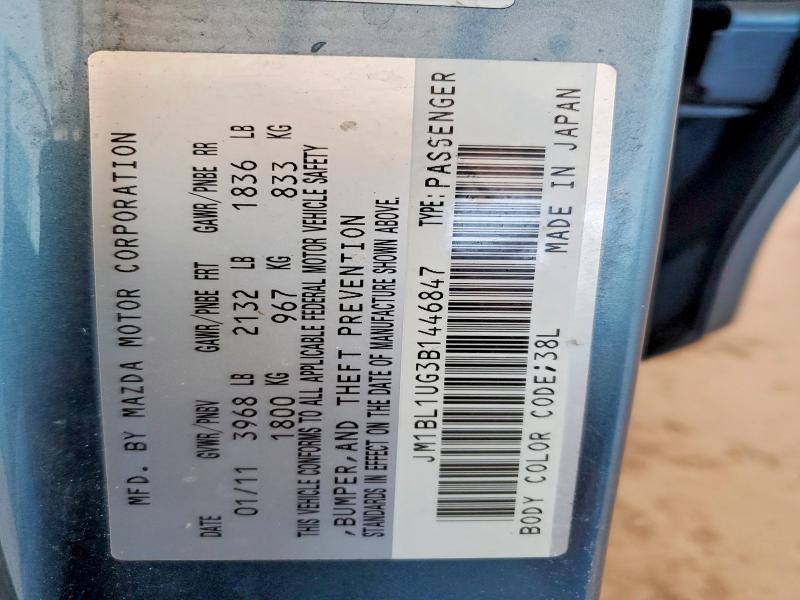 MFD. BY MAZDA MOTOR CORPORATION
DATE GVWR/PNBV GAWR/PNBE FRT GAWR/PNBE RR
01/11 3968 LB 2132 LB 1836 LB
1800 KG 967 KG 833 KG
THIS VEHICLE CONFORMS TO ALL APPLICABLE FEDERAL MOTOR VEHICLE SAFETY
,BUMPER,AND THEFT PREVENTION
STANDARDS IN EFFECT ON THE DATE OF MANUFACTURE SHOWN ABOVE.
JM1BL1UG3B1446847 TYPE:PASSENGER
BODY COLOR CODE;38L MADE IN JAPAN